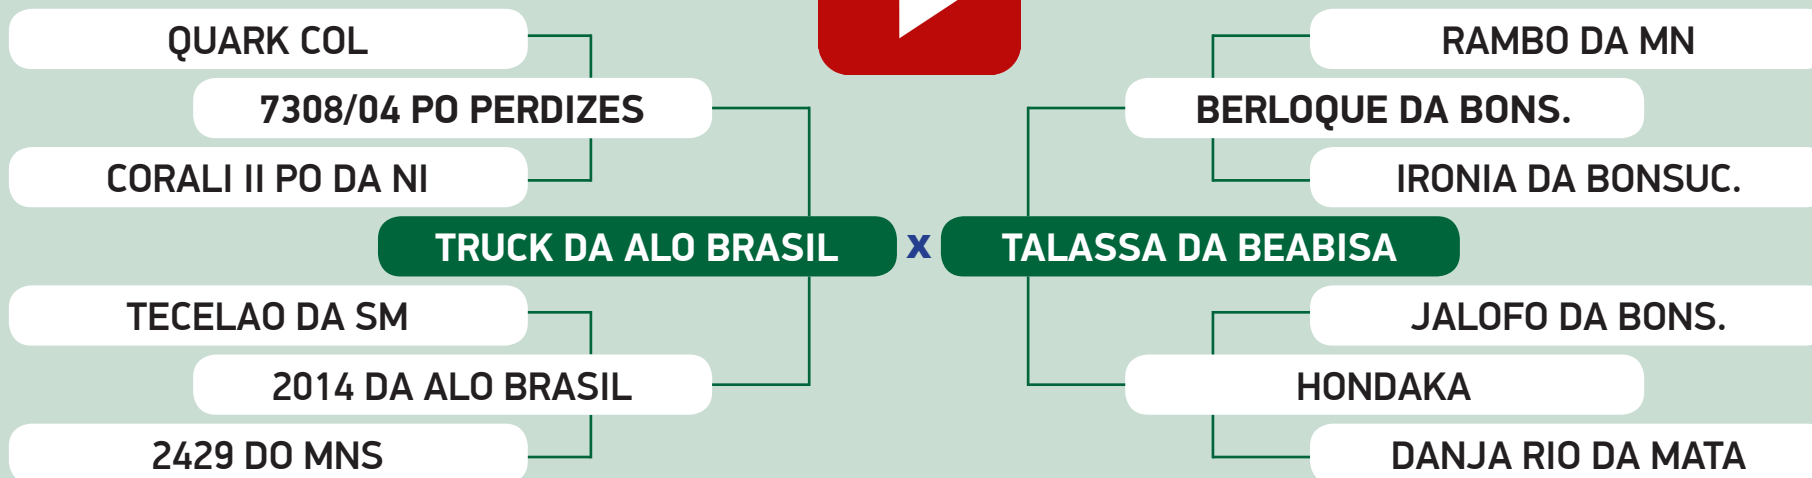 QUARK COL
RAMBO DA MN
7308/04 PO PERDIZES
BERLOQUE DA BONS.
CORALI II PO DA NI
IRONIA DA BONSUC.
TRUCK DA ALO BRASIL x TALASSA DA BEABISA
TECELAO DA SM
JALOFO DA BONS.
2014 DA ALO BRASIL
HONDAKA
2429 DO MNS
DANJA RIO DA MATA